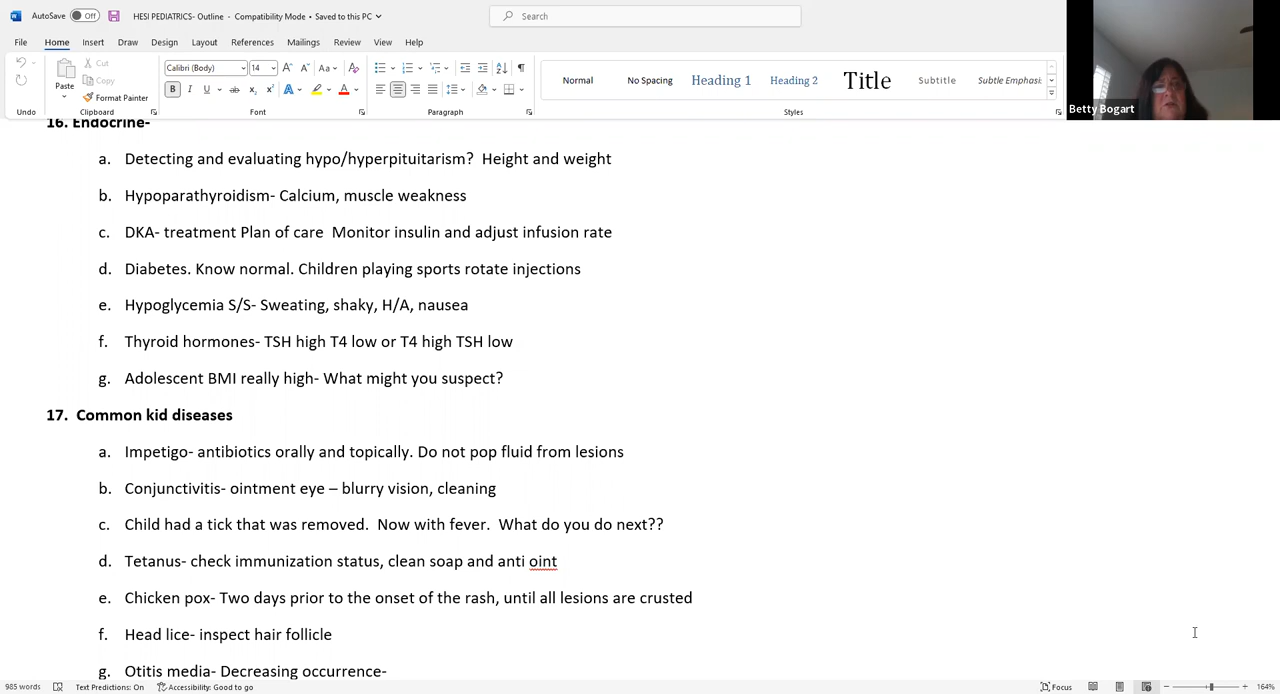 AutoSave Off HESI PEDIATRICS- Outline - Compatibility Mode • Saved to this PC Search
File Home Insert Draw Design Layout References Mailings Review View Help
Cut
Copy
Paste
Format Painter
Calibri (Body) 14
Normal No Spacing Heading 1 Heading 2 Title Subtitle Subtle Emphasi
Undo Clipboard Font Paragraph Styles
Betty Bogart
16. Endocrine-
a. Detecting and evaluating hypo/hyperpituitarism? Height and weight
b. Hypoparathyroidism- Calcium, muscle weakness
c. DKA- treatment Plan of care Monitor insulin and adjust infusion rate
d. Diabetes. Know normal. Children playing sports rotate injections
e. Hypoglycemia S/S- Sweating, shaky, H/A, nausea
f. Thyroid hormones- TSH high T4 low or T4 high TSH low
g. Adolescent BMI really high- What might you suspect?
17. Common kid diseases
a. Impetigo- antibiotics orally and topically. Do not pop fluid from lesions
b. Conjunctivitis- ointment eye – blurry vision, cleaning
c. Child had a tick that was removed. Now with fever. What do you do next??
d. Tetanus- check immunization status, clean soap and anti oint
e. Chicken pox- Two days prior to the onset of the rash, until all lesions are crusted
f. Head lice- inspect hair follicle
g. Otitis media- Decreasing occurrence-
985 words Text Predictions: On Accessibility: Good to go Focus 164%